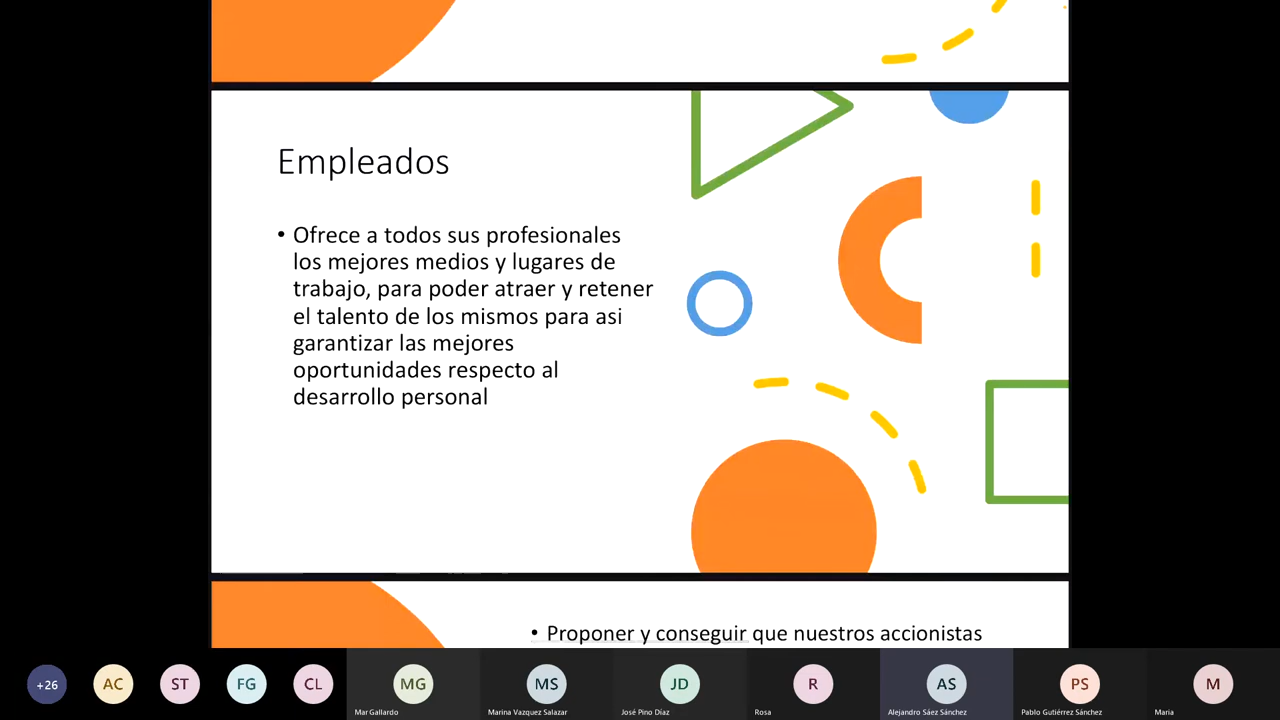 Empleados
• Ofrece a todos sus profesionales
los mejores medios y lugares de
trabajo, para poder atraer y retener
el talento de los mismos para asi
garantizar las mejores
oportunidades respecto al
desarrollo personal
• Proponer y conseguir que nuestros accionistas
+26
AC
ST
FG
CL
MG
MS
JD
R
AS
PS
M
Mar Gallardo
Marina Vazquez Salazar
José Pino Díaz
Rosa
Alejandro Sáez Sánchez
Pablo Gutiérrez Sánchez
Maria